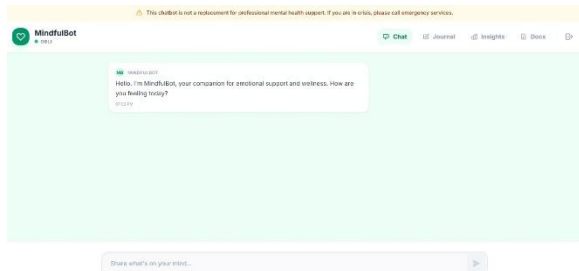 This chatbot is not a replacement for professional mental health support. If you are in crisis, please call emergency services.
MindfulBot
Chat
Journal
Insights
Docs
MINDFULBOT
Hello, I'm MindfulBot, your companion for emotional support and wellness. How are
you feeling today?
Share what's on your mind...